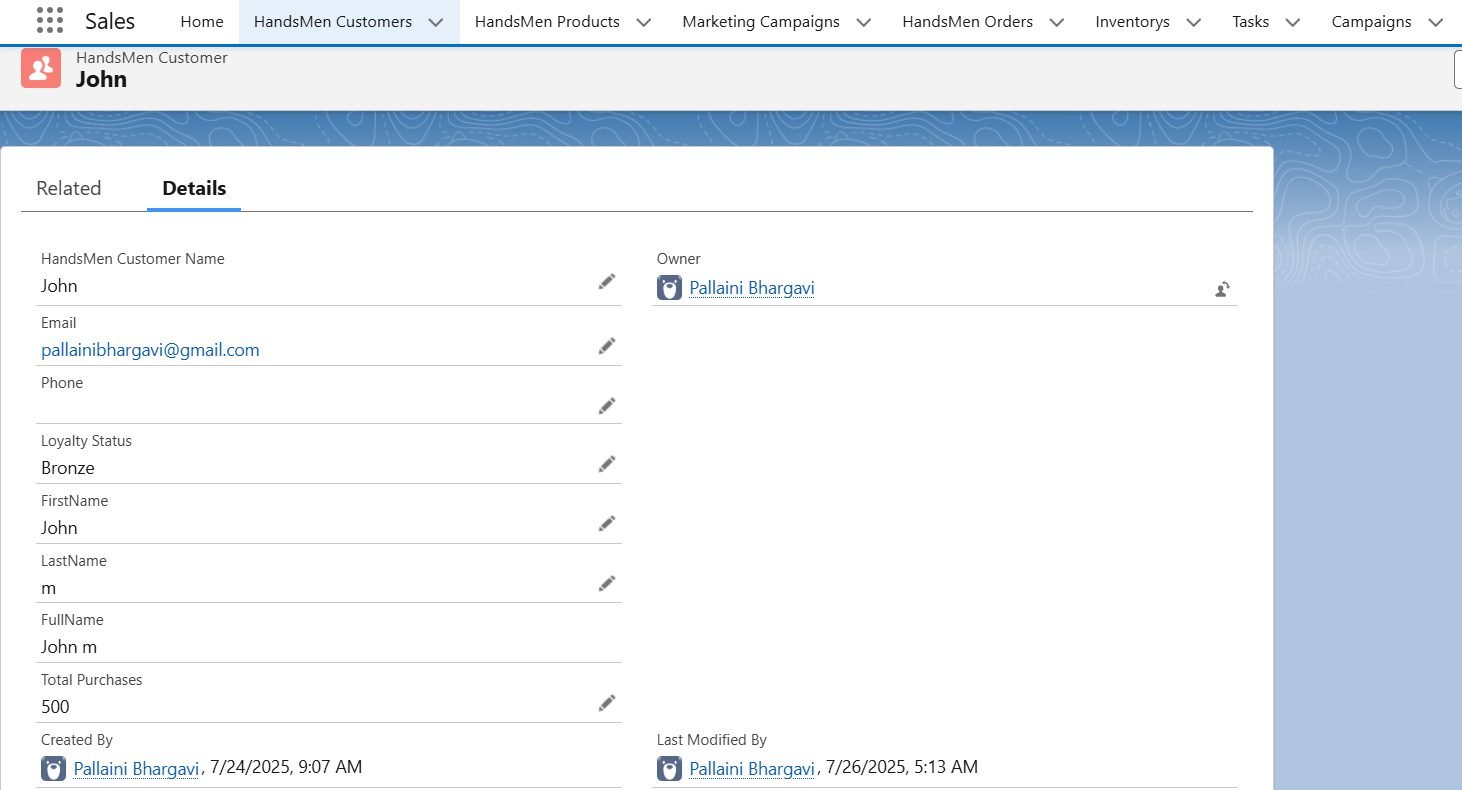 Sales Home HandsMen Customers HandsMen Products Marketing Campaigns HandsMen Orders Inventorys Tasks Campaigns
HandsMen Customer
John
Related Details
HandsMen Customer Name
John
Owner
Pallaini Bhargavi
Email
pallainibhargavi@gmail.com
Phone
Loyalty Status
Bronze
FirstName
John
LastName
m
FullName
John m
Total Purchases
500
Created By
Pallaini Bhargavi, 7/24/2025, 9:07 AM
Last Modified By
Pallaini Bhargavi, 7/26/2025, 5:13 AM